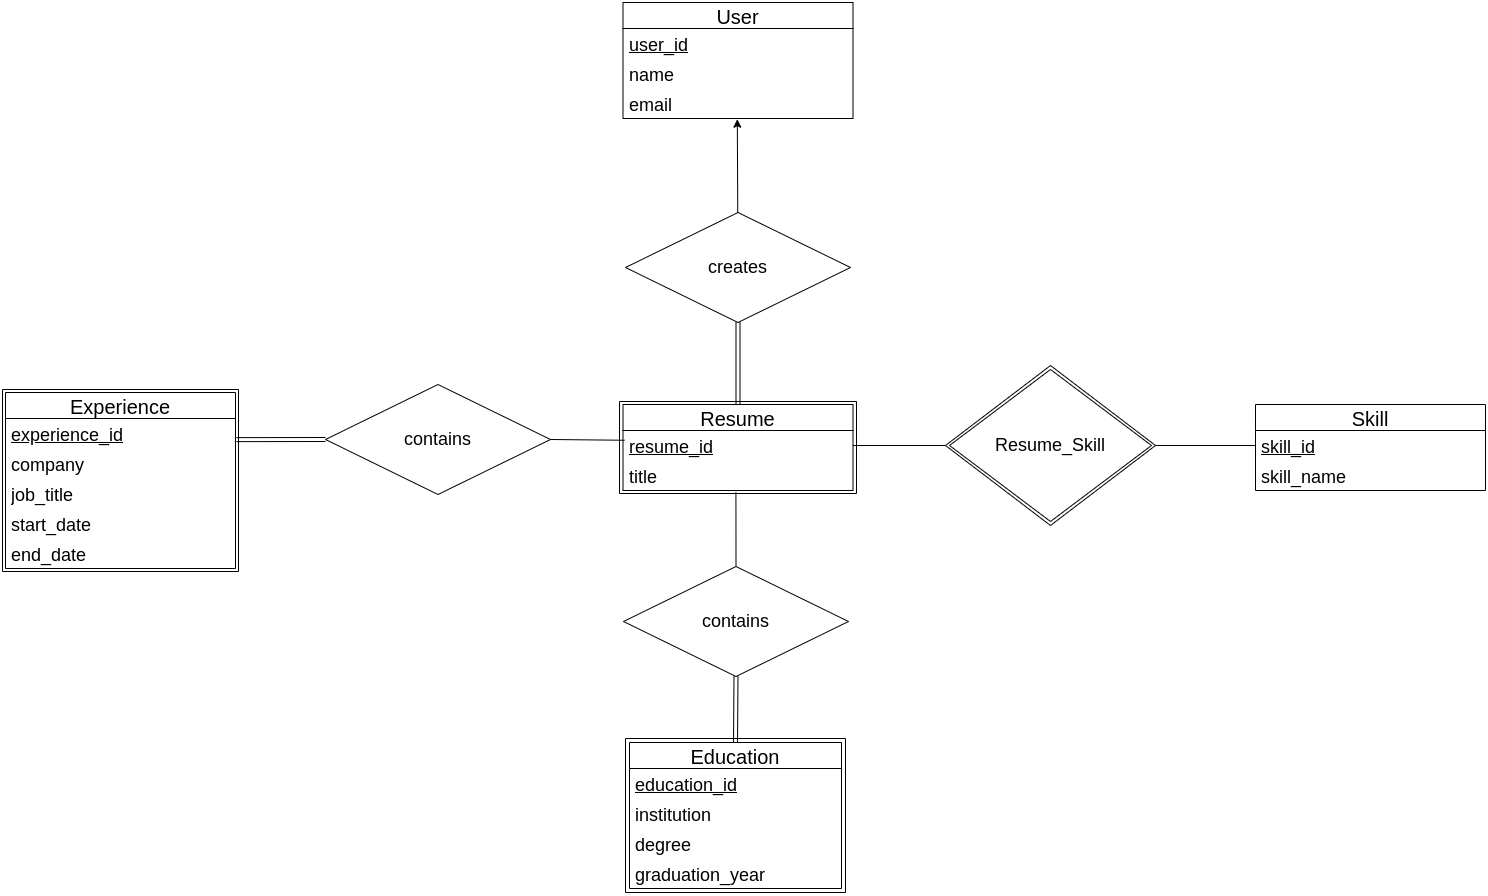 User
user_id
name
email
creates
Experience
experience_id
company
job_title
start_date
end_date
contains
Resume
resume_id
title
Resume_Skill
Skill
skill_id
skill_name
contains
Education
education_id
institution
degree
graduation_year